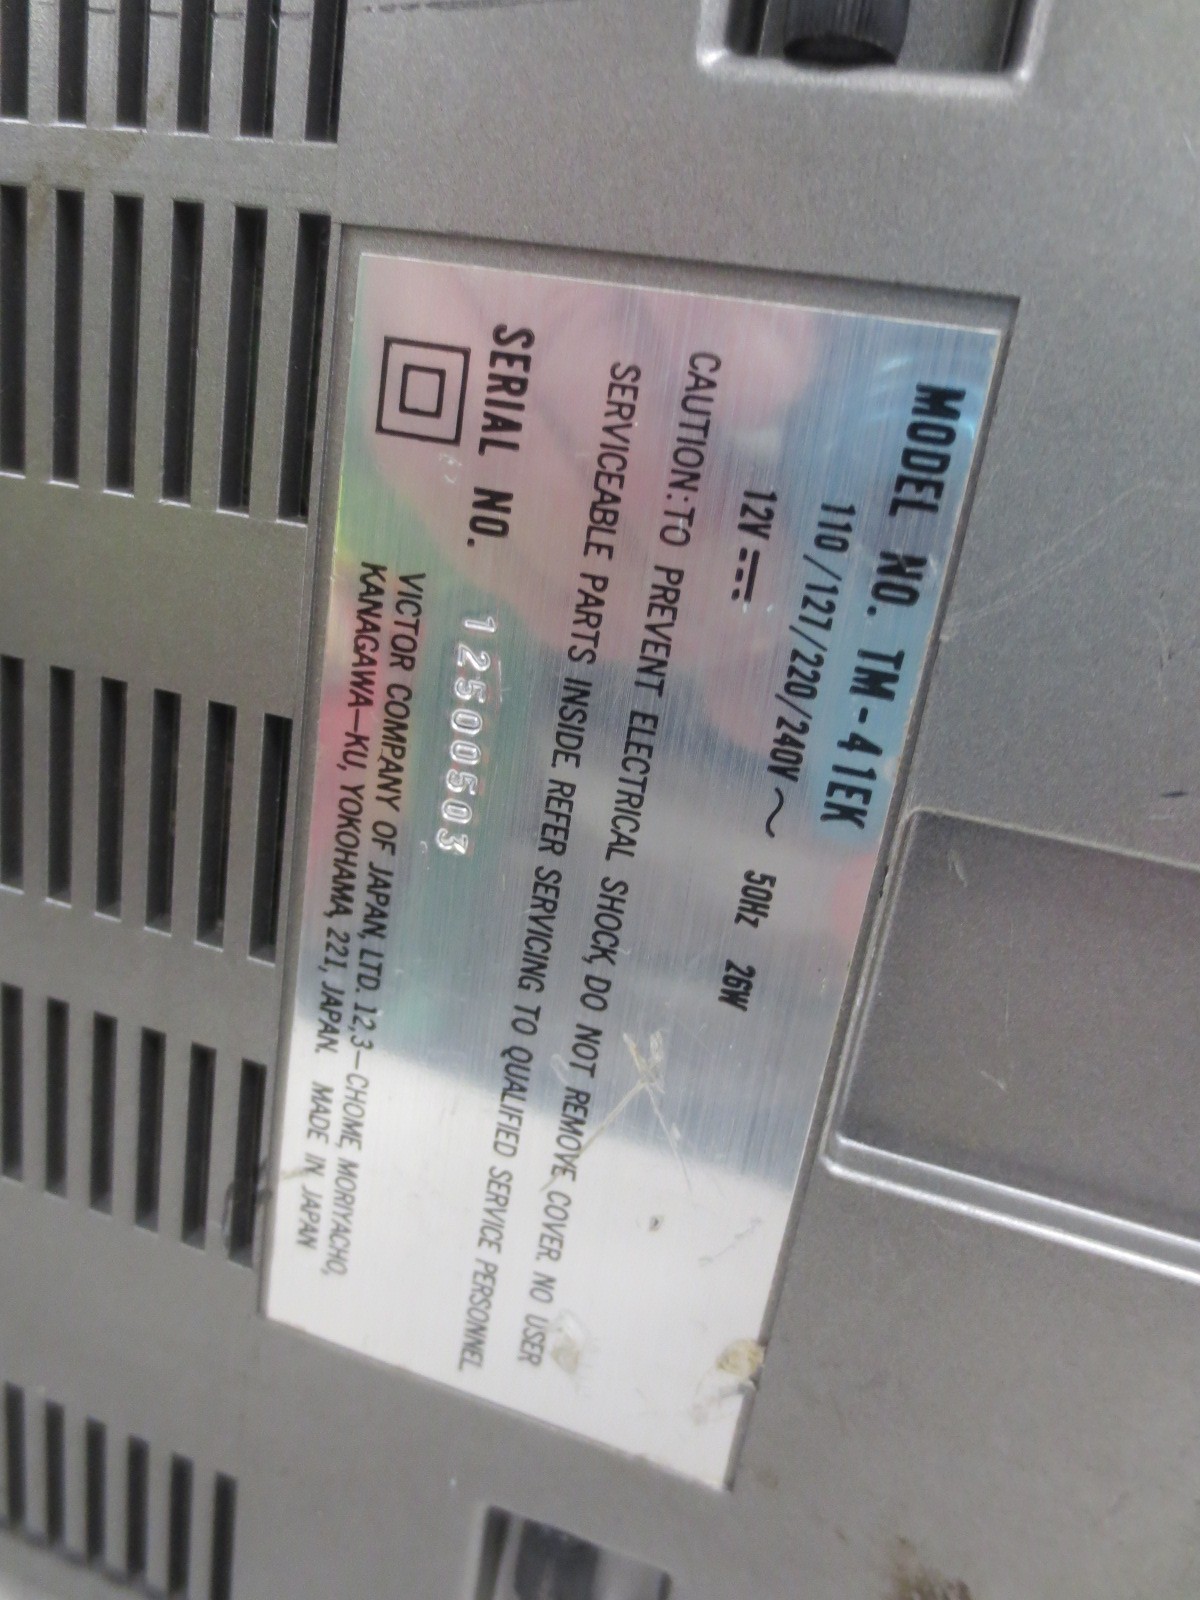 MODEL NO. TM-41EK
110/127/220/240V~ 50Hz 26W
12V⎓
CAUTION: TO PREVENT ELECTRICAL SHOCK, DO NOT REMOVE COVER. NO USER
SERVICEABLE PARTS INSIDE. REFER SERVICING TO QUALIFIED SERVICE PERSONNEL
SERIAL NO. 12500503
VICTOR COMPANY OF JAPAN, LTD. 12,3-CHOME, MORIYACHO,
KANAGAWA-KU, YOKOHAMA, 221, JAPAN. MADE IN JAPAN